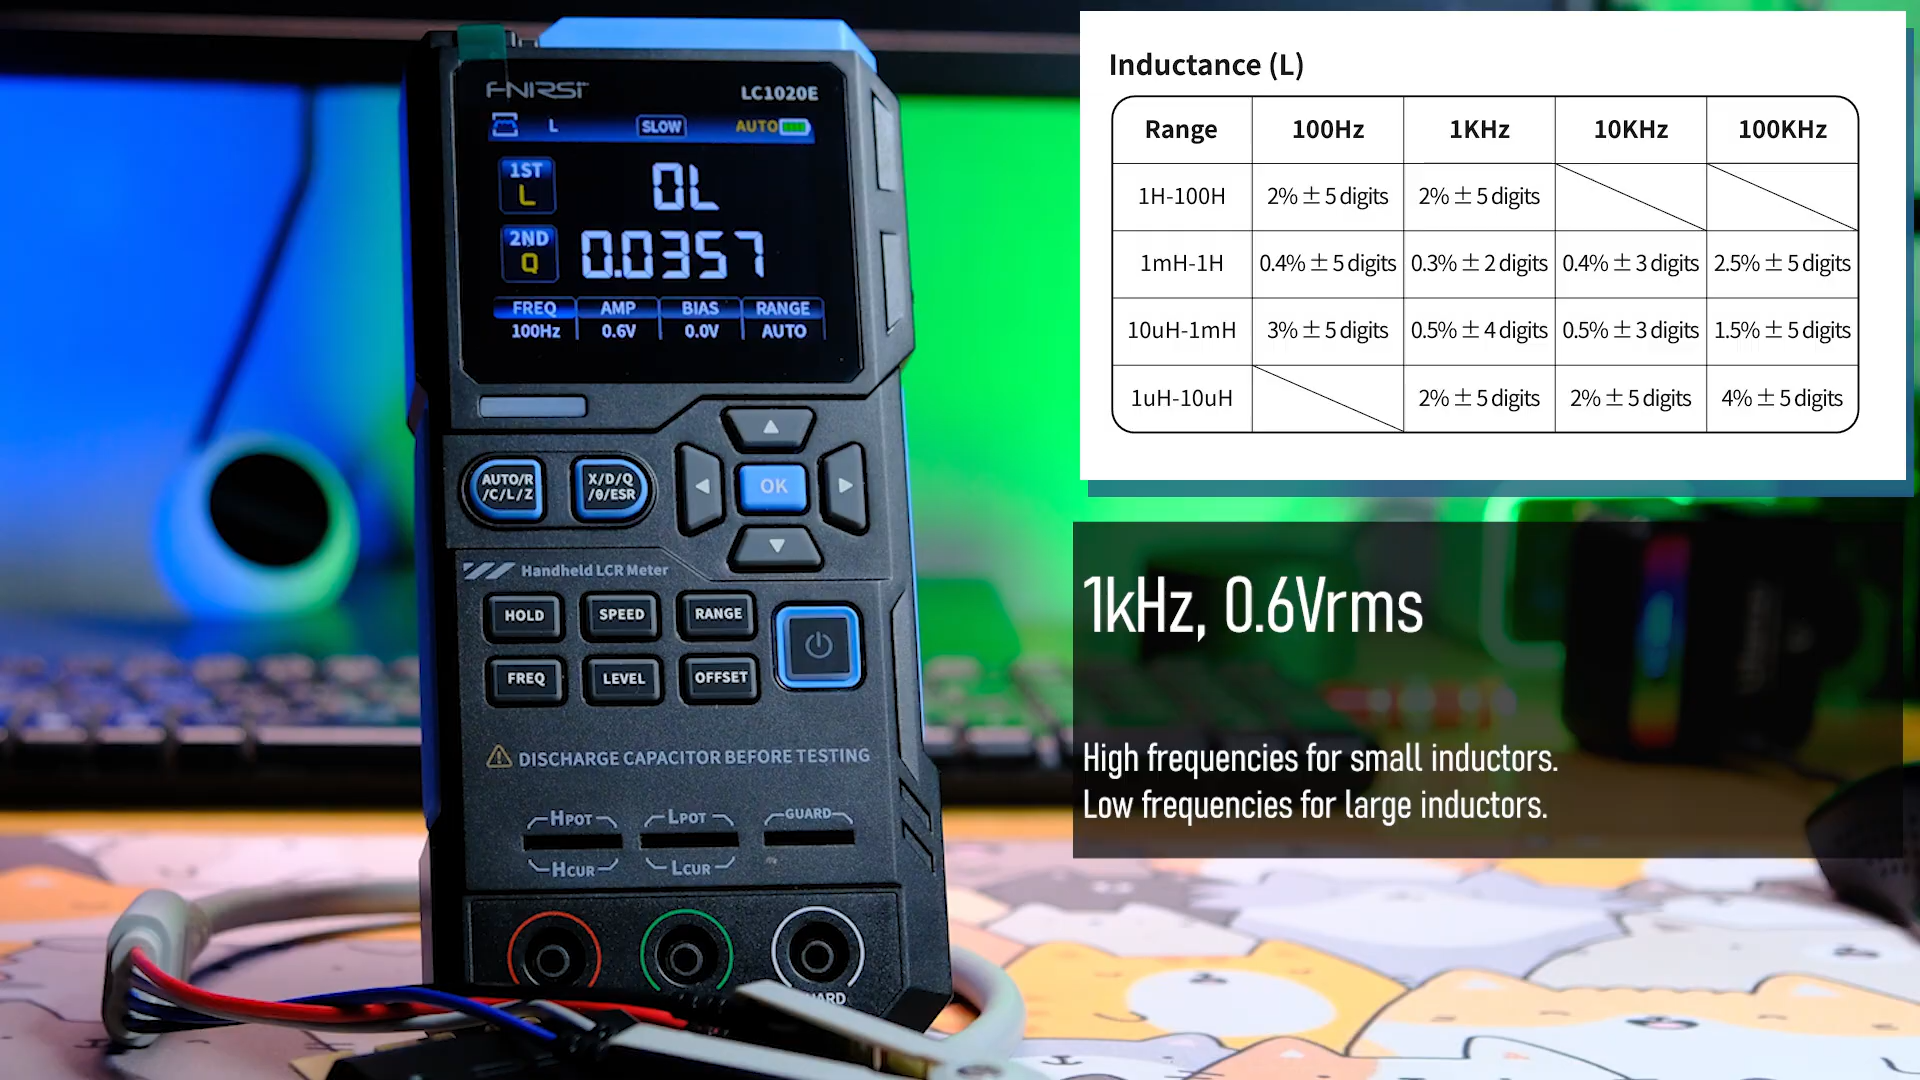 FNIRSI
LC1020E
L
SLOW
AUTO
1ST
L
0L
2ND
Q
0.0357
FREQ AMP BIAS RANGE
100Hz 0.6V 0.0V AUTO
AUTO/R
/C/L/Z
X/D/Q
/θ/ESR
OK
Handheld LCR Meter
HOLD SPEED RANGE
FREQ LEVEL OFFSET
DISCHARGE CAPACITOR BEFORE TESTING
HPOT LPOT GUARD
HCUR LCUR
Inductance (L)
Range 100Hz 1KHz 10KHz 100KHz
1H-100H 2% ± 5 digits 2% ± 5 digits
1mH-1H 0.4% ± 5 digits 0.3% ± 2 digits 0.4% ± 3 digits 2.5% ± 5 digits
10uH-1mH 3% ± 5 digits 0.5% ± 4 digits 0.5% ± 3 digits 1.5% ± 5 digits
1uH-10uH 2% ± 5 digits 2% ± 5 digits 4% ± 5 digits
1kHz, 0.6Vrms
High frequencies for small inductors.
Low frequencies for large inductors.